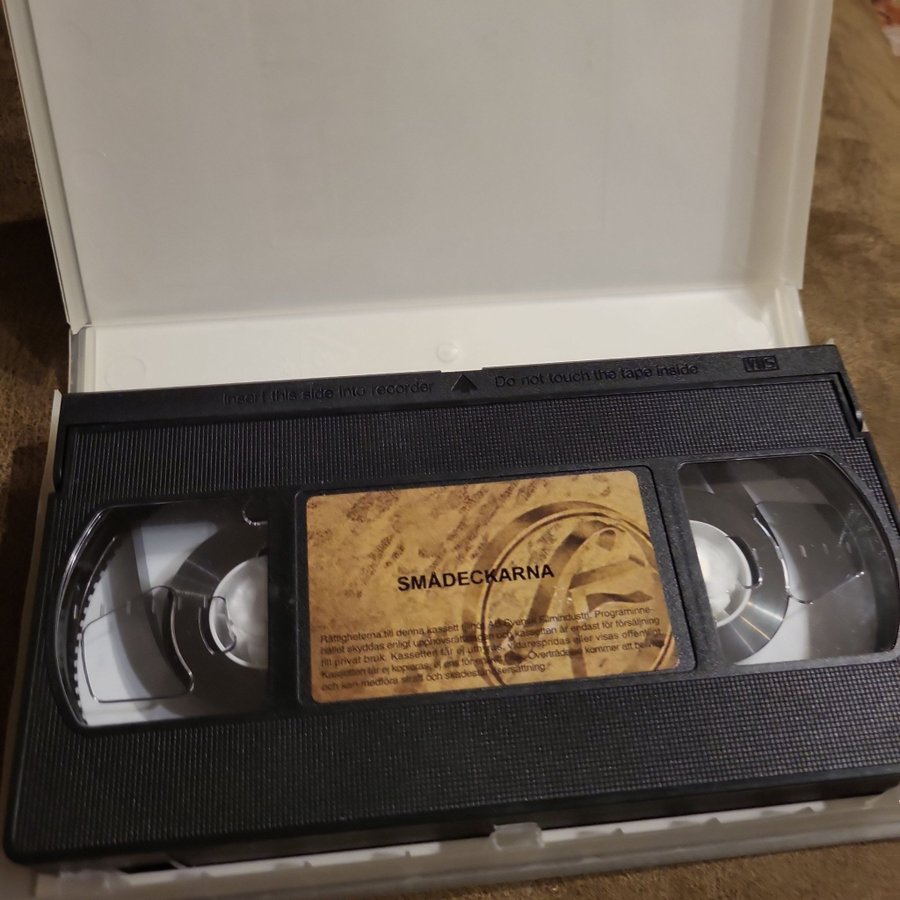 Insert this side into recorder Do not touch the tape inside VHS
SMÅDECKARNA
Rättigheterna till denna kassett tillhör AB Svensk Filmindustri. Programinne-
hållet skyddas enligt upphovsrättslagen och kassetten är endast för försäljning
till privat bruk. Kassetten får ej uthyras, vidarespridas eller visas offentligt.
Kassetten får ej kopieras, Överträdelse kommer att beivras
och kan medföra straff och skadeståndsersättning.